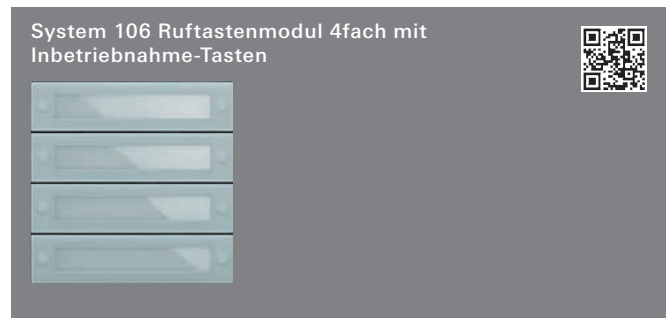 System 106 Ruftastenmodul 4fach mit
Inbetriebnahme-Tasten